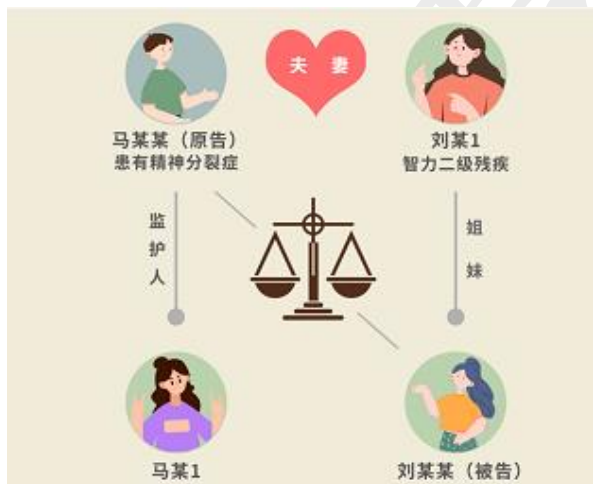 夫 妻
马某某（原告）
患有精神分裂症
刘某1
智力二级残疾
监护人
姐妹
马某1
刘某某（被告）